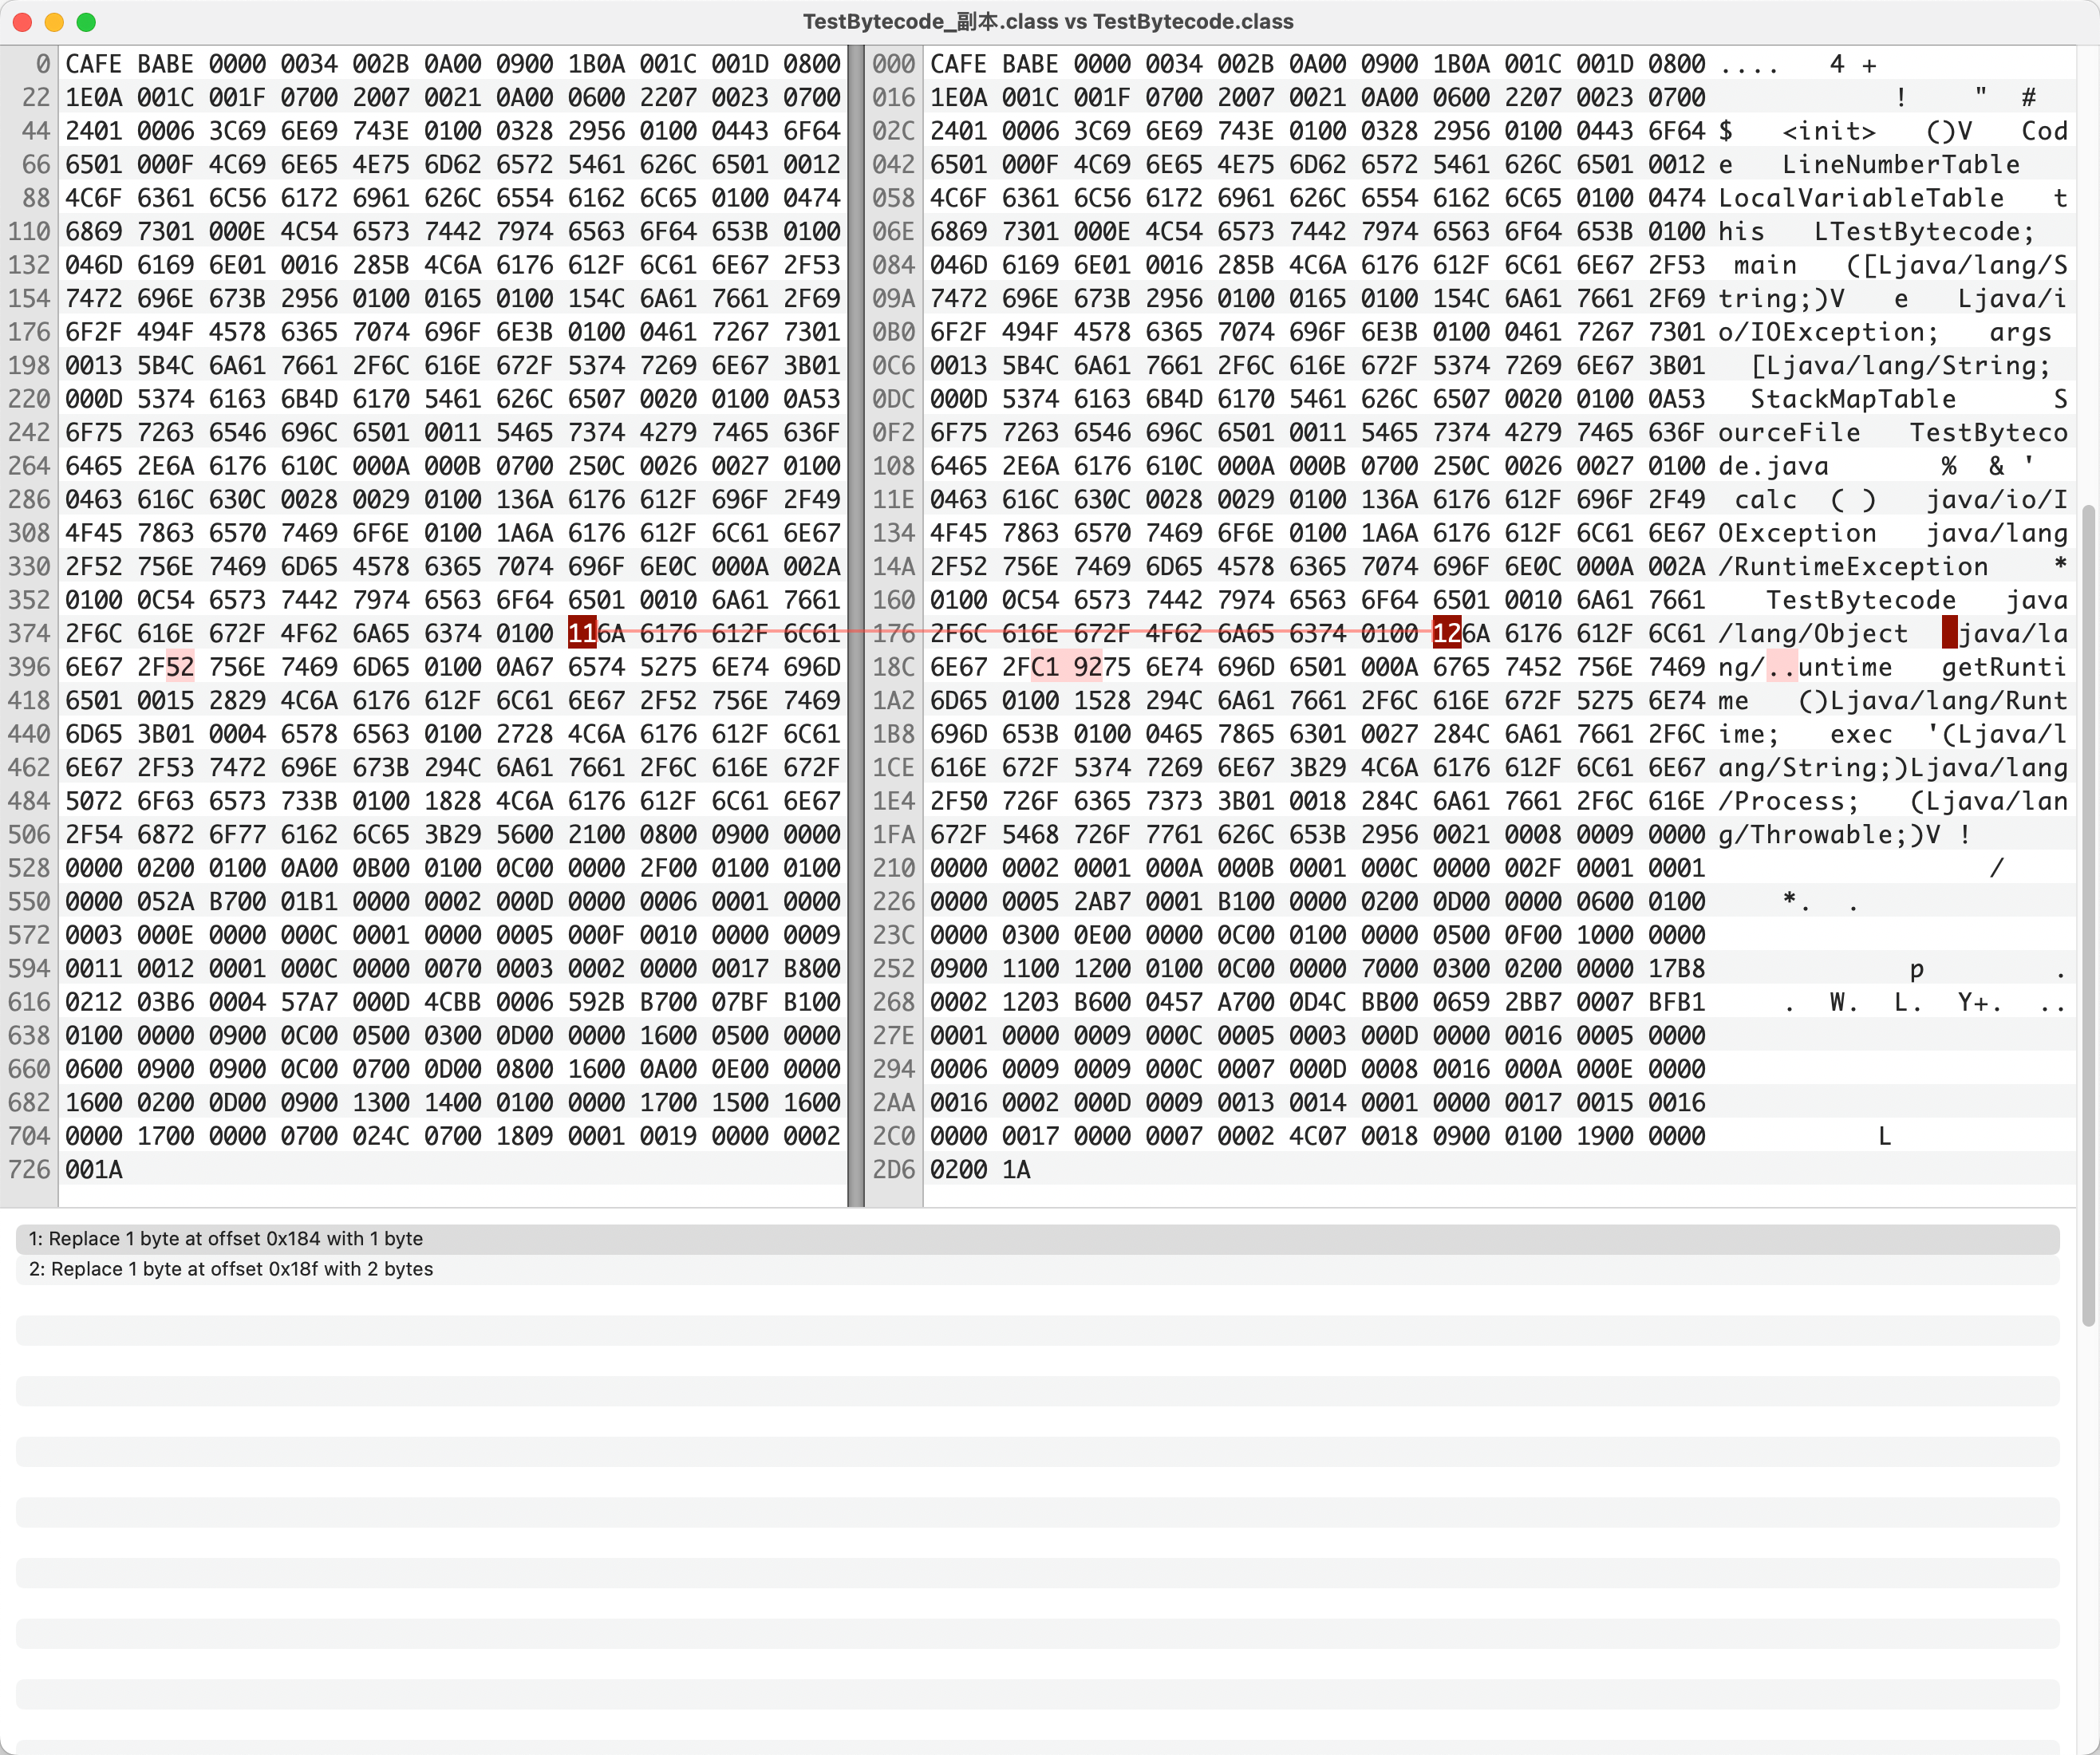 TestBytecode_副本.class vs TestBytecode.class
0 CAFE BABE 0000 0034 002B 0A00 0900 1B0A 001C 001D 0800 000 CAFE BABE 0000 0034 002B 0A00 0900 1B0A 001C 001D 0800 .... 4 +
22 1E0A 001C 001F 0700 2007 0021 0A00 0600 2207 0023 0700 016 1E0A 001C 001F 0700 2007 0021 0A00 0600 2207 0023 0700 ! " #
44 2401 0006 3C69 6E69 743E 0100 0328 2956 0100 0443 6F64 02C 2401 0006 3C69 6E69 743E 0100 0328 2956 0100 0443 6F64 $ <init> ()V Cod
66 6501 000F 4C69 6E65 4E75 6D62 6572 5461 626C 6501 0012 042 6501 000F 4C69 6E65 4E75 6D62 6572 5461 626C 6501 0012 e LineNumberTable
88 4C6F 6361 6C56 6172 6961 626C 6554 6162 6C65 0100 0474 058 4C6F 6361 6C56 6172 6961 626C 6554 6162 6C65 0100 0474 LocalVariableTable t
110 6869 7301 000E 4C54 6573 7442 7974 6563 6F64 653B 0100 06E 6869 7301 000E 4C54 6573 7442 7974 6563 6F64 653B 0100 his LTestBytecode;
132 046D 6169 6E01 0016 285B 4C6A 6176 612F 6C61 6E67 2F53 084 046D 6169 6E01 0016 285B 4C6A 6176 612F 6C61 6E67 2F53 main ([Ljava/lang/S
154 7472 696E 673B 2956 0100 0165 0100 154C 6A61 7661 2F69 09A 7472 696E 673B 2956 0100 0165 0100 154C 6A61 7661 2F69 tring;)V e Ljava/i
176 6F2F 494F 4578 6365 7074 696F 6E3B 0100 0461 7267 7301 0B0 6F2F 494F 4578 6365 7074 696F 6E3B 0100 0461 7267 7301 o/IOException; args
198 0013 5B4C 6A61 7661 2F6C 616E 672F 5374 7269 6E67 3B01 0C6 0013 5B4C 6A61 7661 2F6C 616E 672F 5374 7269 6E67 3B01 [Ljava/lang/String;
220 000D 5374 6163 6B4D 6170 5461 626C 6507 0020 0100 0A53 0DC 000D 5374 6163 6B4D 6170 5461 626C 6507 0020 0100 0A53 StackMapTable S
242 6F75 7263 6546 696C 6501 0011 5465 7374 4279 7465 636F 0F2 6F75 7263 6546 696C 6501 0011 5465 7374 4279 7465 636F ourceFile TestByteco
264 6465 2E6A 6176 610C 000A 000B 0700 250C 0026 0027 0100 108 6465 2E6A 6176 610C 000A 000B 0700 250C 0026 0027 0100 de.java % & '
286 0463 616C 630C 0028 0029 0100 136A 6176 612F 696F 2F49 11E 0463 616C 630C 0028 0029 0100 136A 6176 612F 696F 2F49 calc ( ) java/io/I
308 4F45 7863 6570 7469 6F6E 0100 1A6A 6176 612F 6C61 6E67 134 4F45 7863 6570 7469 6F6E 0100 1A6A 6176 612F 6C61 6E67 OException java/lang
330 2F52 756E 7469 6D65 4578 6365 7074 696F 6E0C 000A 002A 14A 2F52 756E 7469 6D65 4578 6365 7074 696F 6E0C 000A 002A /RuntimeException *
352 0100 0C54 6573 7442 7974 6563 6F64 6501 0010 6A61 7661 160 0100 0C54 6573 7442 7974 6563 6F64 6501 0010 6A61 7661 TestBytecode java
374 2F6C 616E 672F 4F62 6A65 6374 0100 116A 6176 612F 6C61 176 2F6C 616E 672F 4F62 6A65 6374 0100 126A 6176 612F 6C61 /lang/Object java/la
396 6E67 2F52 756E 7469 6D65 0100 0A67 6574 5275 6E74 696D 18C 6E67 2FC1 9275 6E74 696D 6501 000A 6765 7452 756E 7469 ng/..untime getRunti
418 6501 0015 2829 4C6A 6176 612F 6C61 6E67 2F52 756E 7469 1A2 6D65 0100 1528 294C 6A61 7661 2F6C 616E 672F 5275 6E74 me ()Ljava/lang/Runt
440 6D65 3B01 0004 6578 6563 0100 2728 4C6A 6176 612F 6C61 1B8 696D 653B 0100 0465 7865 6301 0027 284C 6A61 7661 2F6C ime; exec '(Ljava/l
462 6E67 2F53 7472 696E 673B 294C 6A61 7661 2F6C 616E 672F 1CE 616E 672F 5374 7269 6E67 3B29 4C6A 6176 612F 6C61 6E67 ang/String;)Ljava/lang
484 5072 6F63 6573 733B 0100 1828 4C6A 6176 612F 6C61 6E67 1E4 2F50 726F 6365 7373 3B01 0018 284C 6A61 7661 2F6C 616E /Process; (Ljava/lan
506 2F54 6872 6F77 6162 6C65 3B29 5600 2100 0800 0900 0000 1FA 672F 5468 726F 7761 626C 653B 2956 0021 0008 0009 0000 g/Throwable;)V !
528 0000 0200 0100 0A00 0B00 0100 0C00 0000 2F00 0100 0100 210 0000 0002 0001 000A 000B 0001 000C 0000 002F 0001 0001 /
550 0000 052A B700 01B1 0000 0002 000D 0000 0006 0001 0000 226 0000 0005 2AB7 0001 B100 0000 0200 0D00 0000 0600 0100 *. .
572 0003 000E 0000 000C 0001 0000 0005 000F 0010 0000 0009 23C 0000 0300 0E00 0000 0C00 0100 0000 0500 0F00 1000 0000
594 0011 0012 0001 000C 0000 0070 0003 0002 0000 0017 B800 252 0900 1100 1200 0100 0C00 0000 7000 0300 0200 0000 17B8 p .
616 0212 03B6 0004 57A7 000D 4CBB 0006 592B B700 07BF B100 268 0002 1203 B600 0457 A700 0D4C BB00 0659 2BB7 0007 BFB1 . W. L. Y+. ..
638 0100 0000 0900 0C00 0500 0300 0D00 0000 1600 0500 0000 27E 0001 0000 0009 000C 0005 0003 000D 0000 0016 0005 0000
660 0600 0900 0900 0C00 0700 0D00 0800 1600 0A00 0E00 0000 294 0006 0009 0009 000C 0007 000D 0008 0016 000A 000E 0000
682 1600 0200 0D00 0900 1300 1400 0100 0000 1700 1500 1600 2AA 0016 0002 000D 0009 0013 0014 0001 0000 0017 0015 0016
704 0000 1700 0000 0700 024C 0700 1809 0001 0019 0000 0002 2C0 0000 0017 0000 0007 0002 4C07 0018 0900 0100 1900 0000 L
726 001A 2D6 0200 1A
1: Replace 1 byte at offset 0x184 with 1 byte
2: Replace 1 byte at offset 0x18f with 2 bytes